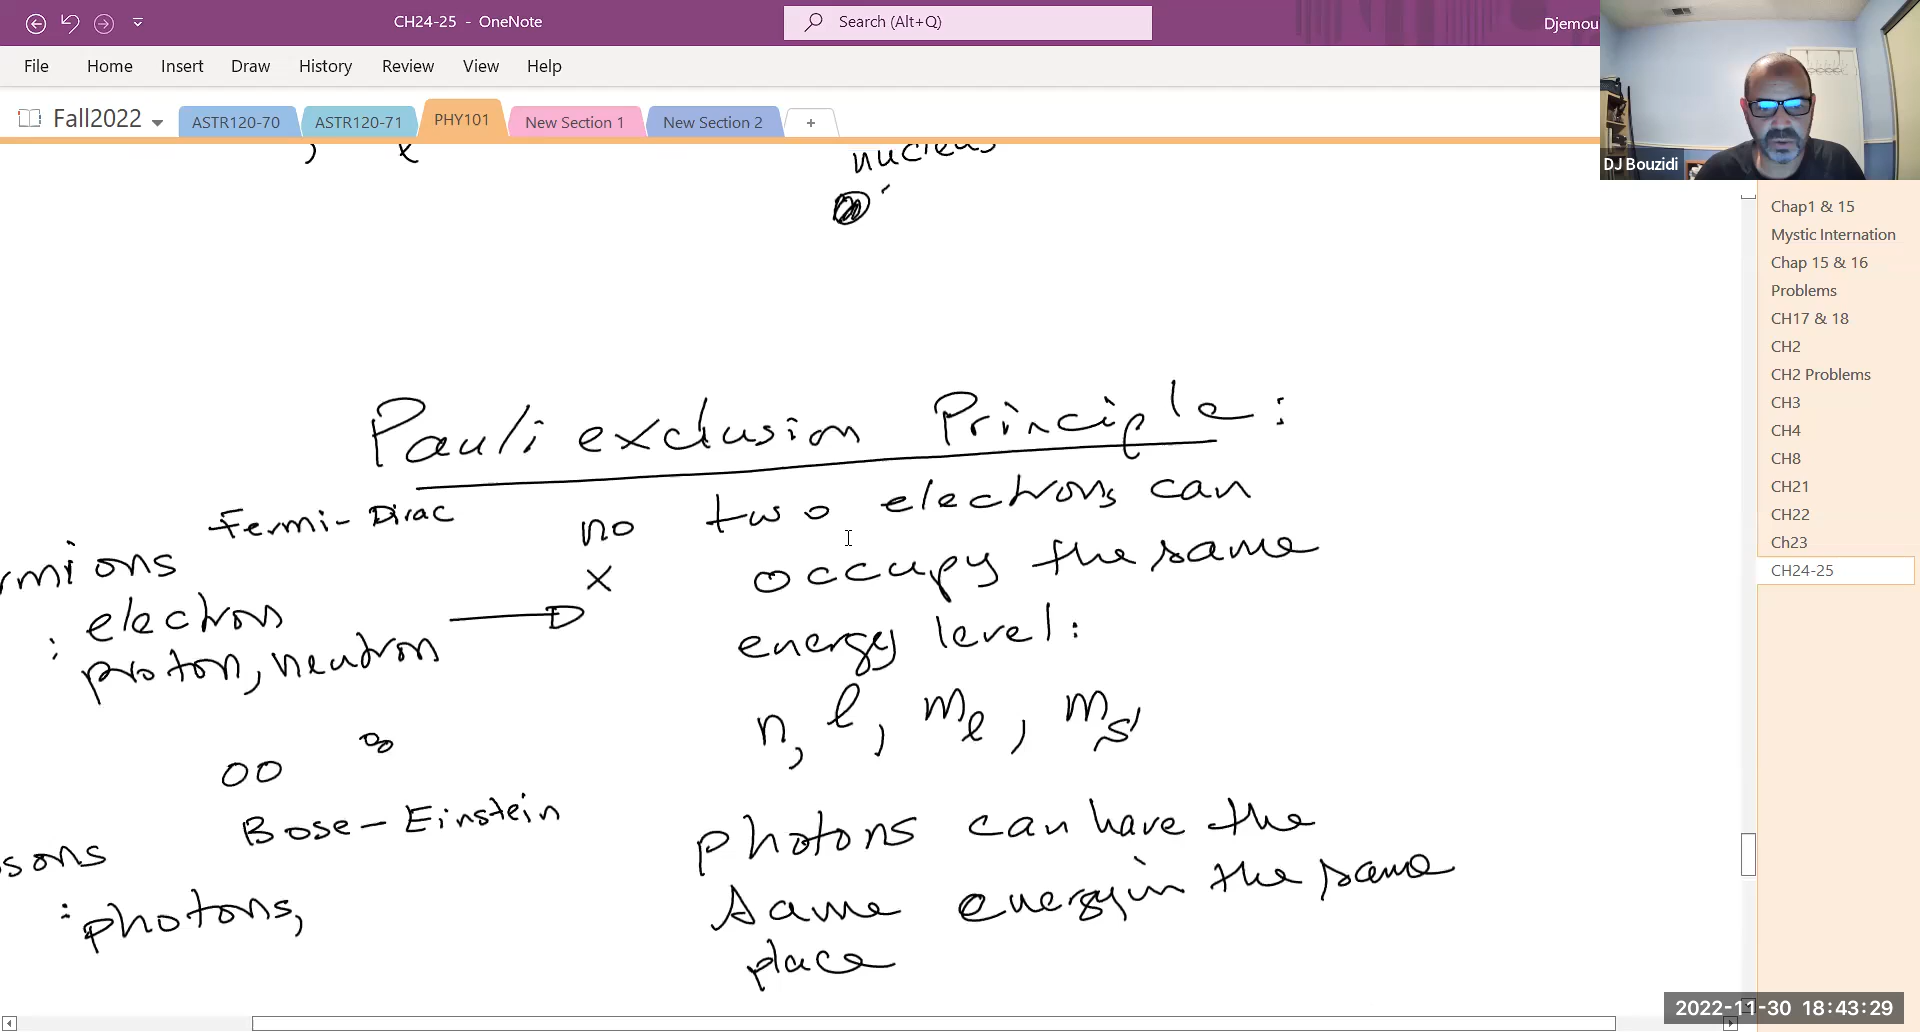 CH24-25 - OneNote
Search (Alt+Q)
Djemou
File Home Insert Draw History Review View Help
Fall2022
ASTR120-70
ASTR120-71
PHY101
New Section 1
New Section 2
+
DJ Bouzidi
nucleus
Pauli exclusion Principle:
Fermi-Dirac
no two electrons can
x occupy the same
energy level:
n, l, ml, ms,
rmions
: electron
proton, neutron
oo
Bose-Einstein
sons
: photons,
photons can have the
same energy in the same
place
Chap1 & 15
Mystic Internation
Chap 15 & 16
Problems
CH17 & 18
CH2
CH2 Problems
CH3
CH4
CH8
CH21
CH22
Ch23
CH24-25
2022-11-30 18:43:29